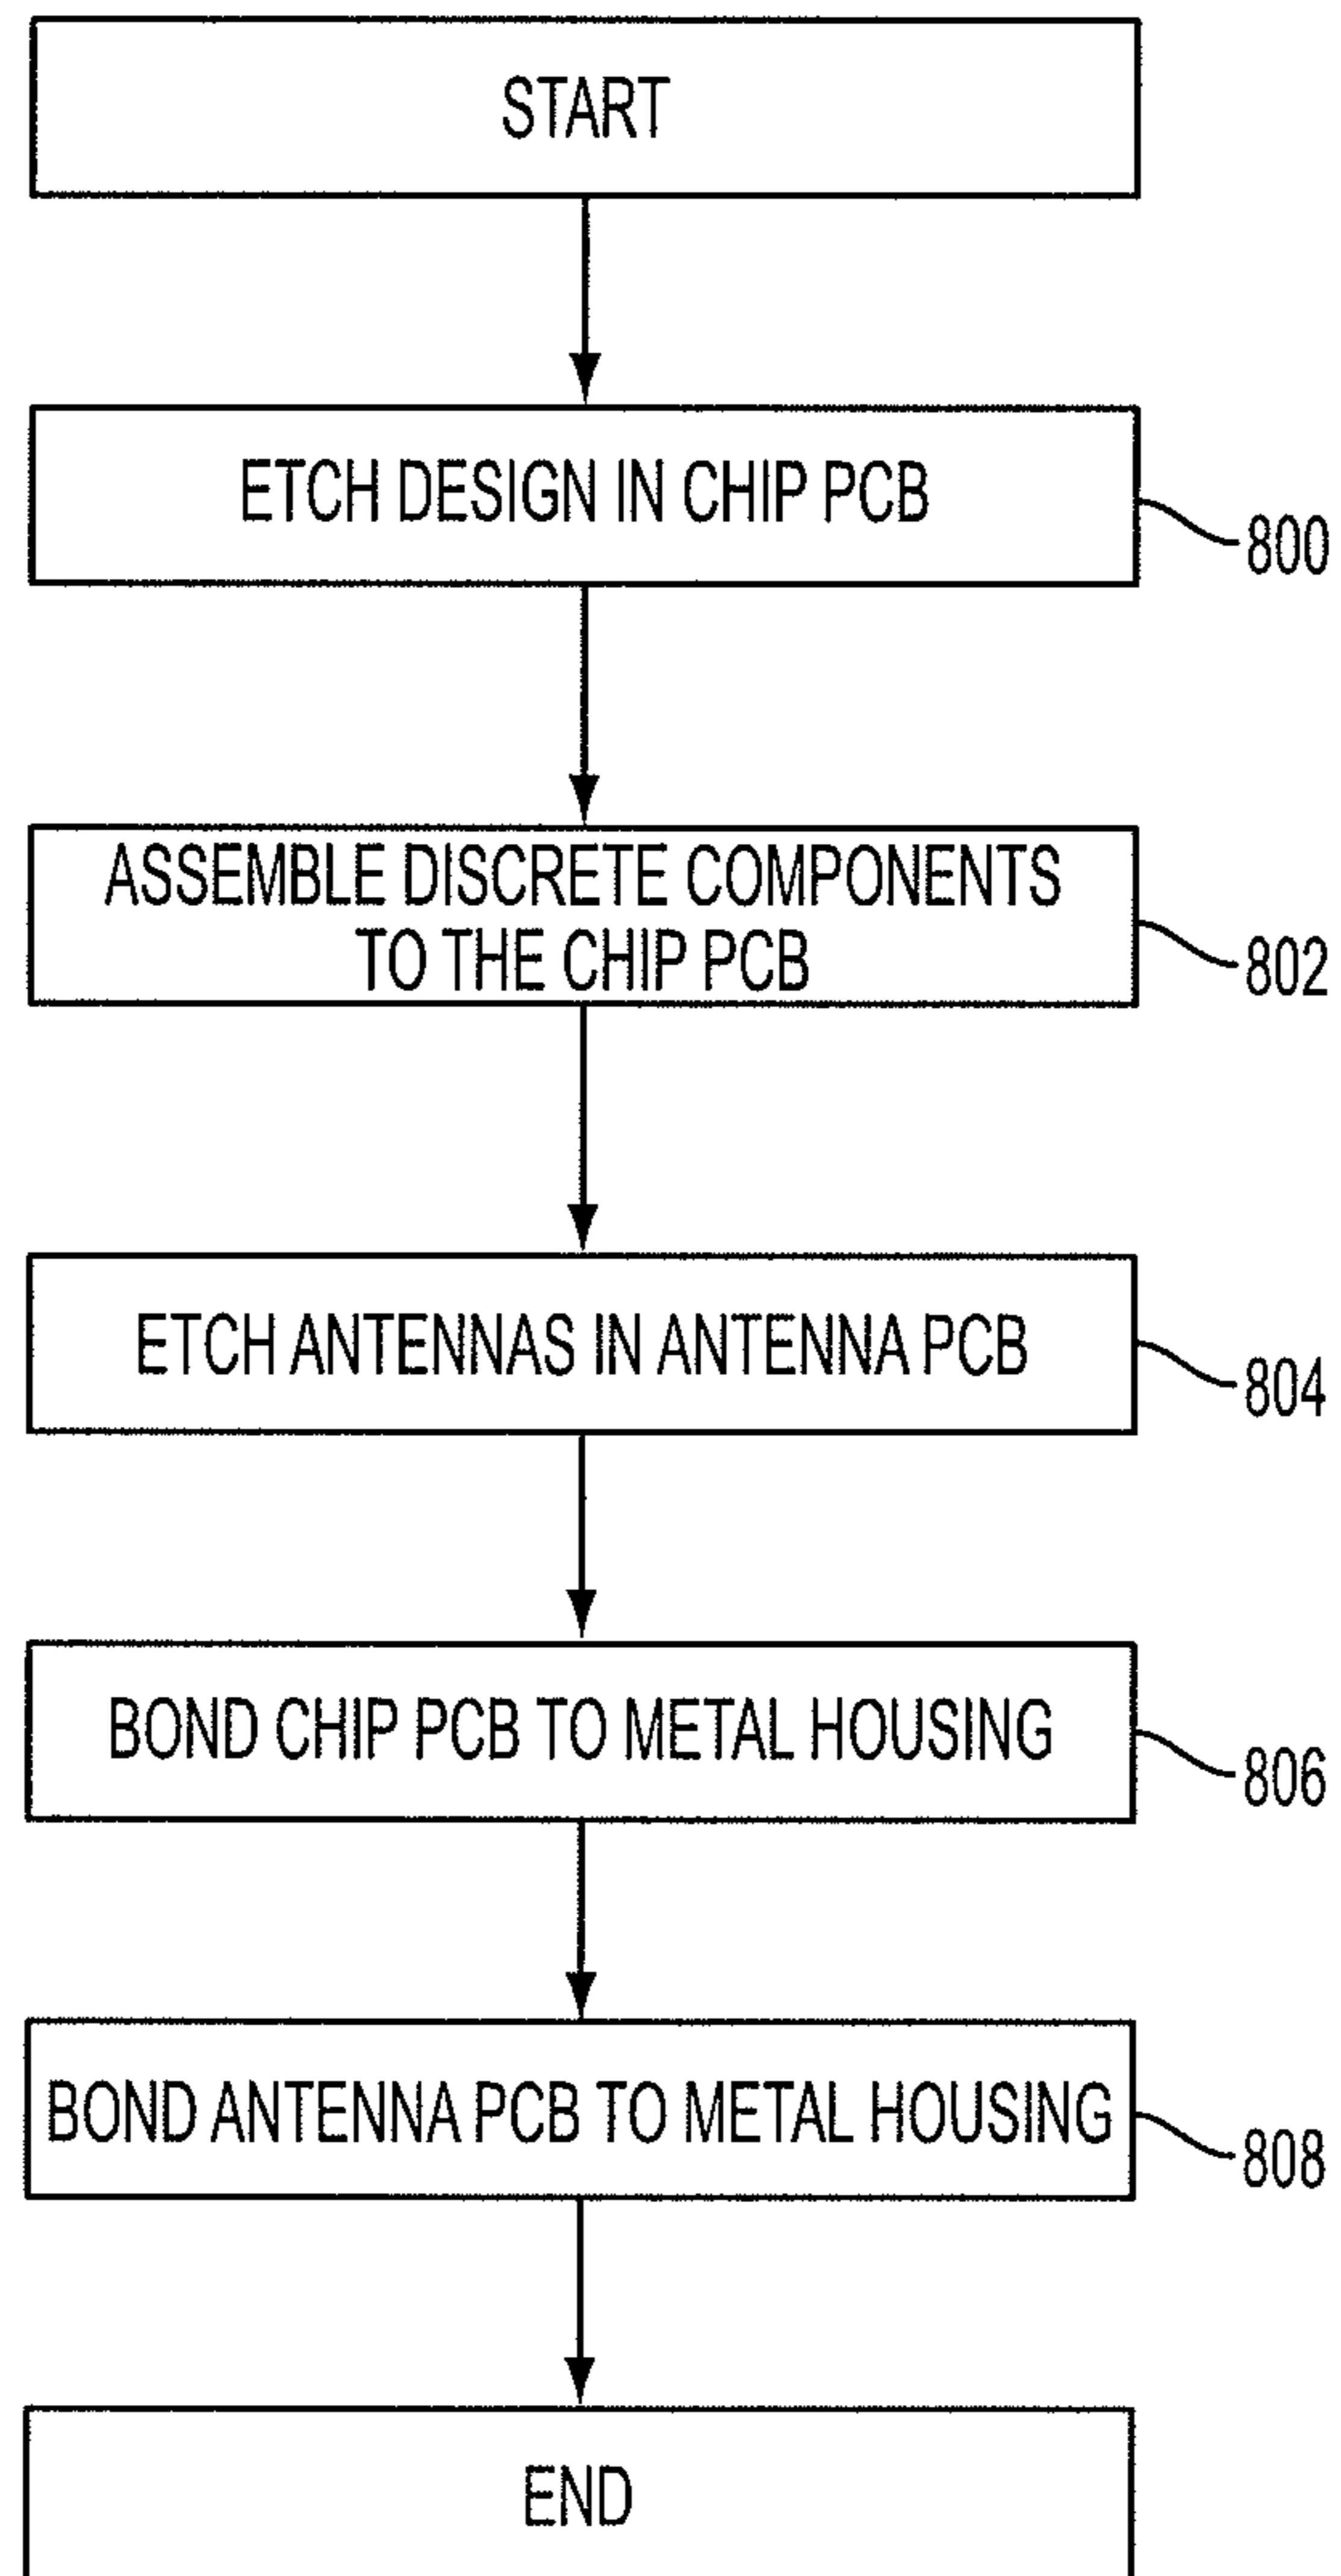 START
ETCH DESIGN IN CHIP PCB
800
ASSEMBLE DISCRETE COMPONENTS
TO THE CHIP PCB
802
ETCH ANTENNAS IN ANTENNA PCB
804
BOND CHIP PCB TO METAL HOUSING
806
BOND ANTENNA PCB TO METAL HOUSING
808
END